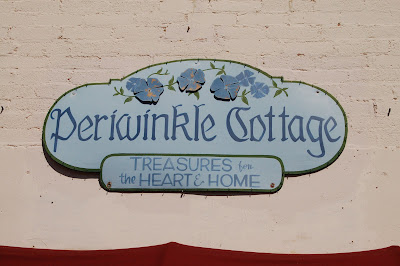 Periwinkle Cottage
TREASURES for
the HEART & HOME